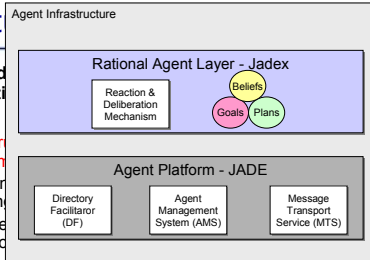 Agent Infrastructure
Rational Agent Layer - Jadex
Reaction &
Deliberation
Mechanism
Beliefs
Goals
Plans
Agent Platform - JADE
Directory
Facilitaror
(DF)
Agent
Management
System (AMS)
Message
Transport
Service (MTS)